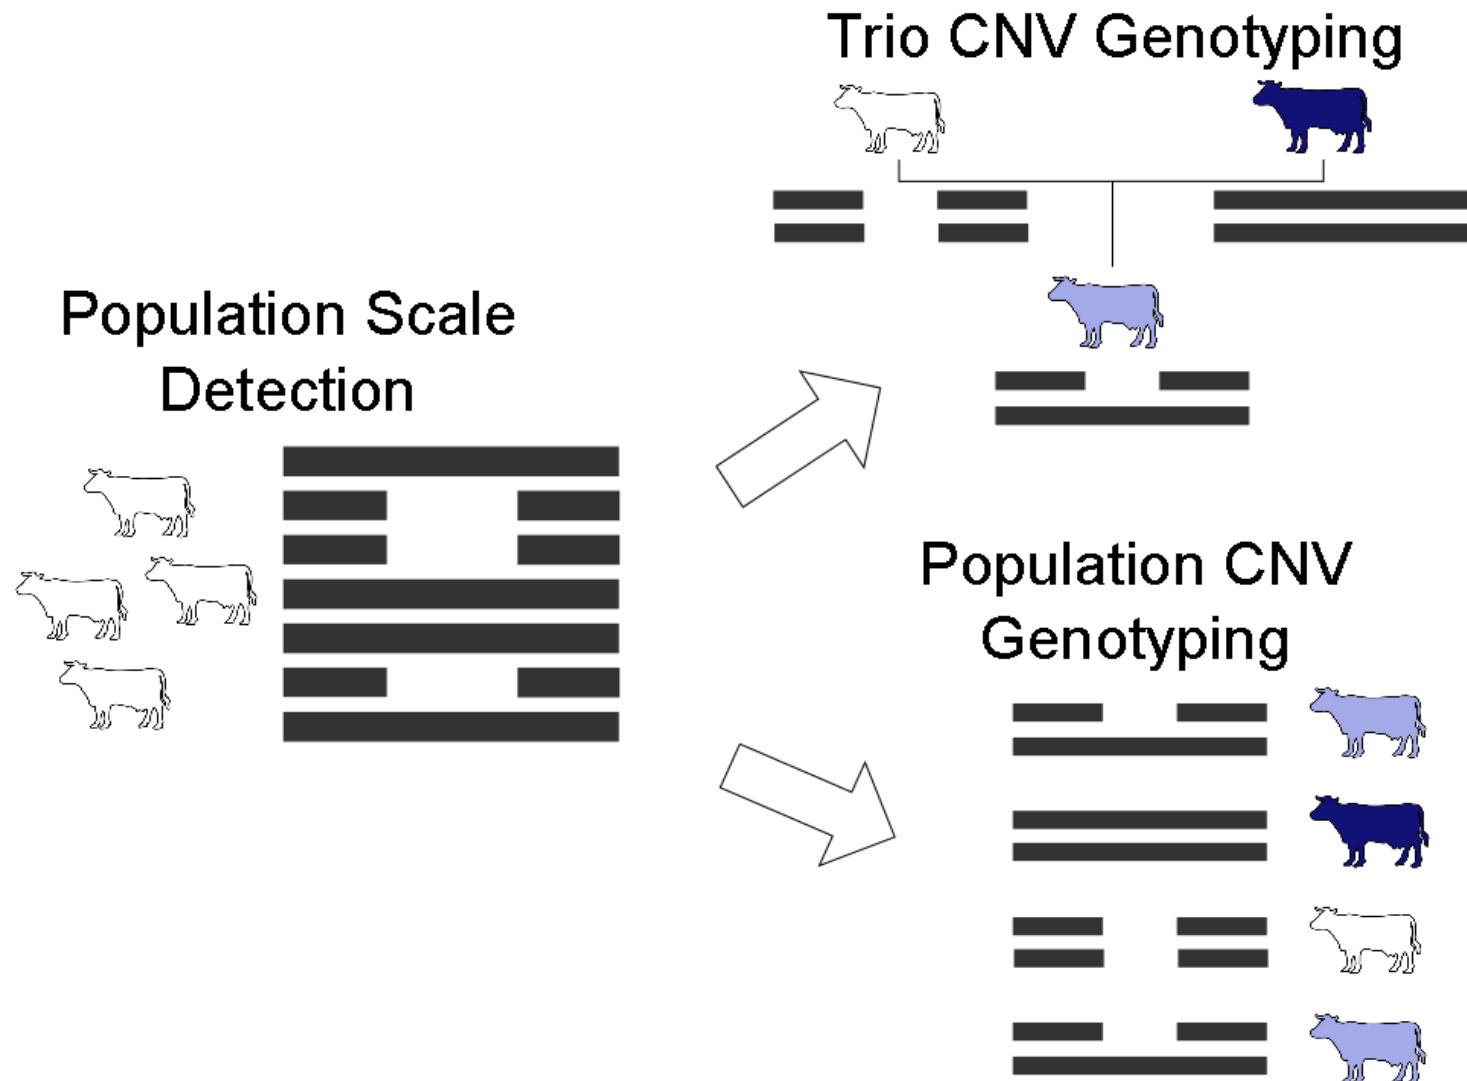 Trio CNV Genotyping
Population Scale
Detection
Population CNV
Genotyping